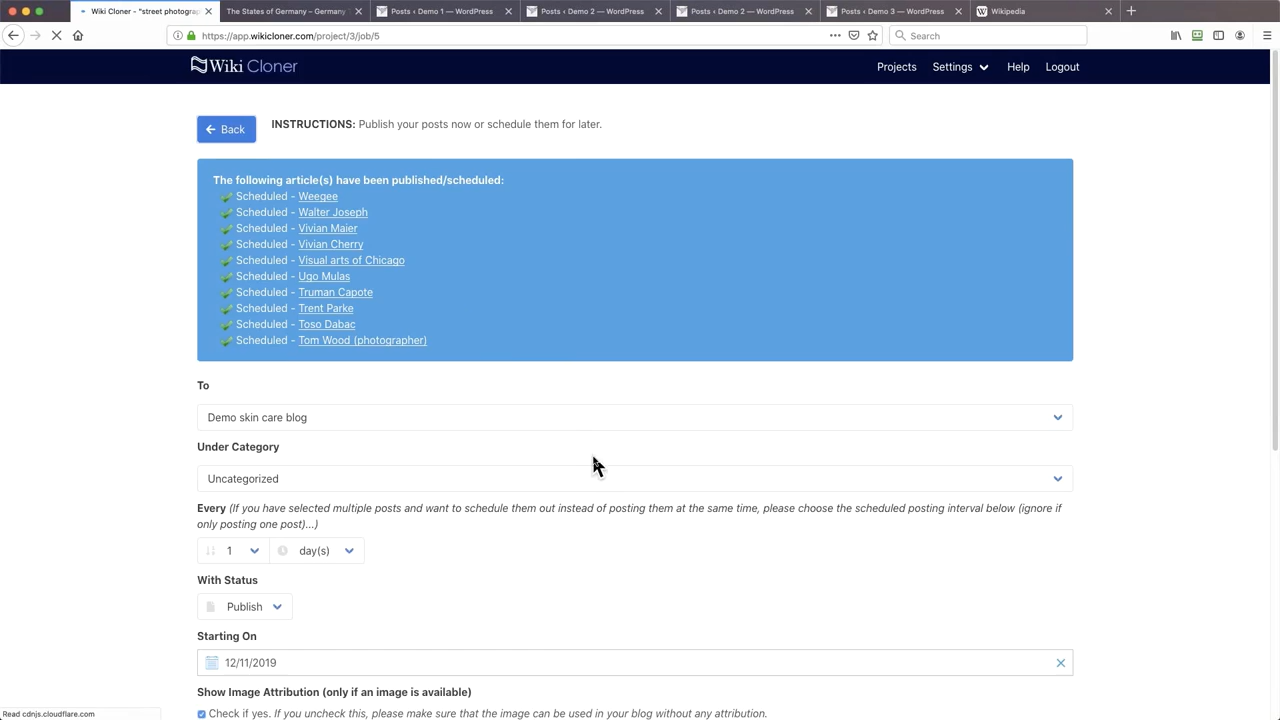 Wiki Cloner - "street photograp
The States of Germany – Germany
Posts ‹ Demo 1 — WordPress
Posts ‹ Demo 2 — WordPress
Posts ‹ Demo 2 — WordPress
Posts ‹ Demo 3 — WordPress
Wikipedia
https://app.wikicloner.com/project/3/job/5
Search
Wiki Cloner
Projects
Settings
Help
Logout
Back
INSTRUCTIONS: Publish your posts now or schedule them for later.
The following article(s) have been published/scheduled:
Scheduled - Weegee
Scheduled - Walter Joseph
Scheduled - Vivian Maier
Scheduled - Vivian Cherry
Scheduled - Visual arts of Chicago
Scheduled - Ugo Mulas
Scheduled - Truman Capote
Scheduled - Trent Parke
Scheduled - Toso Dabac
Scheduled - Tom Wood (photographer)
To
Demo skin care blog
Under Category
Uncategorized
Every (If you have selected multiple posts and want to schedule them out instead of posting them at the same time, please choose the scheduled posting interval below (ignore if
only posting one post)...)
1
day(s)
With Status
Publish
Starting On
12/11/2019
Show Image Attribution (only if an image is available)
Check if yes. If you uncheck this, please make sure that the image can be used in your blog without any attribution.
Read cdnjs.cloudflare.com